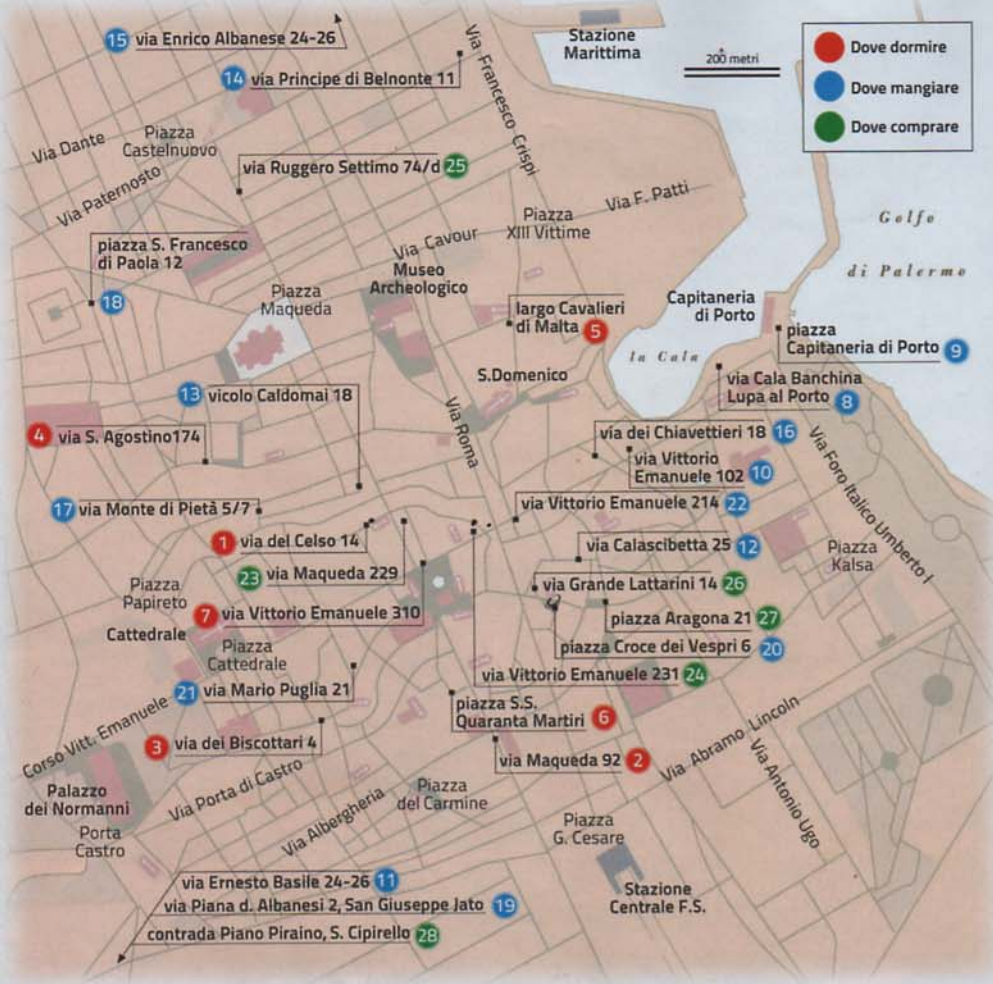 15 via Enrico Albanese 24-26
Stazione
Marittima
200 metri
Dove dormire
Dove mangiare
Dove comprare
14 via Principe di Belnonte 11
Via Francesco Crispi
Via Dante
Piazza
Castelnuovo
Via Paternosto
via Ruggero Settimo 74/d 25
Via F. Patti
Piazza
XIII Vittime
Golfo
di Palermo
Via Cavour
piazza S. Francesco
di Paola 12
18
Museo
Archeologico
Piazza
Maqueda
largo Cavalieri
di Malta 5
Capitaneria
di Porto
piazza
Capitaneria di Porto 9
la Cala
S.Domenico
via Cala Banchina
Lupa al Porto 8
13 vicolo Caldomai 18
Via Roma
4 via S. Agostino174
via dei Chiavettieri 18 16
via Vittorio
Emanuele 102 10
Via Foro Italico Umberto I
17 via Monte di Pietà 5/7
via Vittorio Emanuele 214 22
1 via del Celso 14
via Calascibetta 25 12
Piazza
Kalsa
23 via Maqueda 229
via Grande Lattarini 14 26
Piazza
Papireto
7 via Vittorio Emanuele 310
piazza Aragona 21 27
Cattedrale
Piazza
Cattedrale
piazza Croce dei Vespri 6 20
via Vittorio Emanuele 231 24
21 via Mario Puglia 21
piazza S.S.
Quaranta Martiri 6
Corso Vitt. Emanuele
3 via dei Biscottari 4
via Maqueda 92 2
Via Abramo Lincoln
Via Antonio Ugo
Palazzo
dei Normanni
Via Porta di Castro
Piazza
del Carmine
Via Albergheria
Porta
Castro
Piazza
G. Cesare
via Ernesto Basile 24-26 11
Stazione
Centrale F.S.
via Piana d. Albanesi 2, San Giuseppe Jato 19
contrada Piano Piraino, S. Cipirello 28